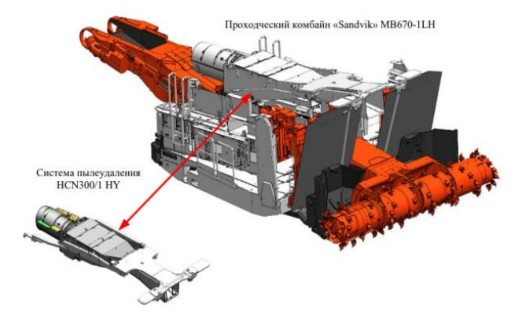 Проходческий комбайн «Sandvik» MB670-1LH
Система пылеудаления
HCN300/1 HY